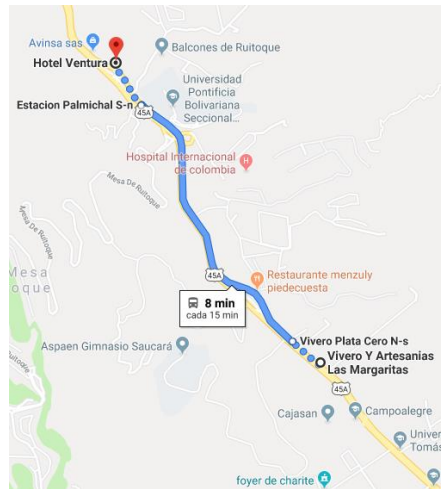 Avinsa sas
Balcones de Ruitoque
Hotel Ventura
Universidad
Pontificia
Bolivariana
Seccional...
Estacion Palmichal S-n
45A
Hospital Internacional
de colombia
Mesa De Ruitoque
Mesa De Ruitoque
Mesa
oque
45A
Restaurante menzuly
piedecuesta
8 min
cada 15 min
Vivero Plata Cero N-s
Vivero Y Artesanias
Las Margaritas
Aspaen Gimnasio Saucará
45A
Cajasan
Campoalegre
Univer
Tomás
foyer de charite